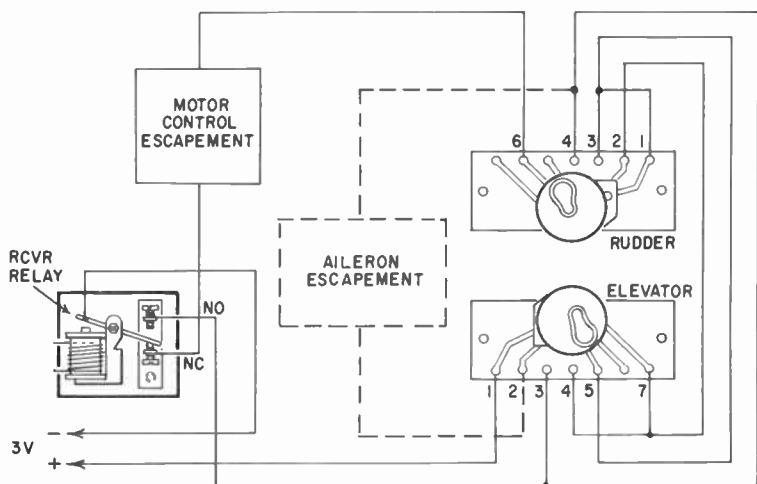 MOTOR
CONTROL
ESCAPEMENT
6 4 3 2 1
RUDDER
AILERON
ESCAPEMENT
RCVR
RELAY
NO
NC
ELEVATOR
1 2 3 4 5 7
3V
-
+